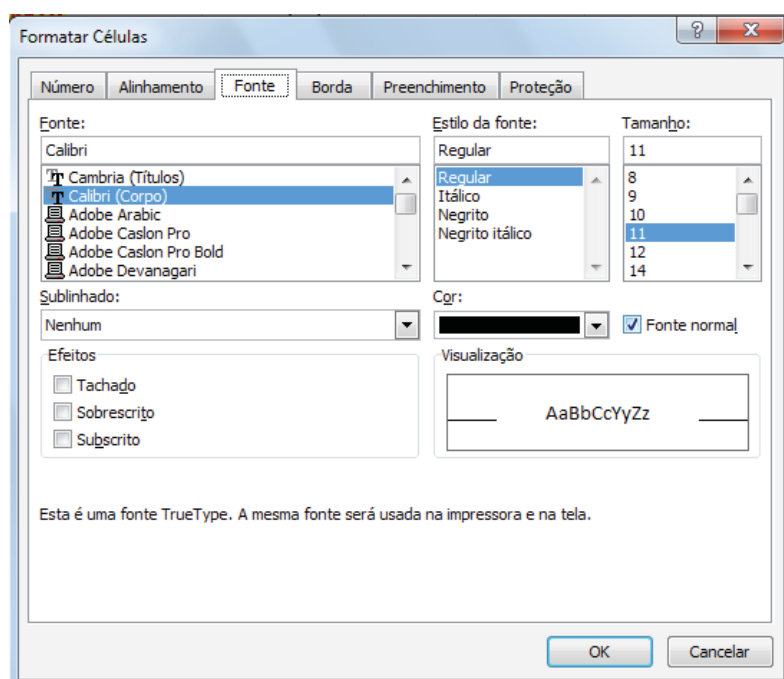 Formatar Células
Número Alinhamento Fonte Borda Preenchimento Proteção
Fonte: Estilo da fonte: Tamanho:
Calibri Regular 11
Cambria (Títulos) Regular 8
Calibri (Corpo) Itálico 9
Adobe Arabic Negrito 10
Adobe Caslon Pro Negrito itálico 11
Adobe Caslon Pro Bold 12
Adobe Devanagari 14
Sublinhado: Cor:
Nenhum Fonte normal
Efeitos Visualização
Tachado
Sobrescrito AaBbCcYyZz
Subscrito
Esta é uma fonte TrueType. A mesma fonte será usada na impressora e na tela.
OK Cancelar